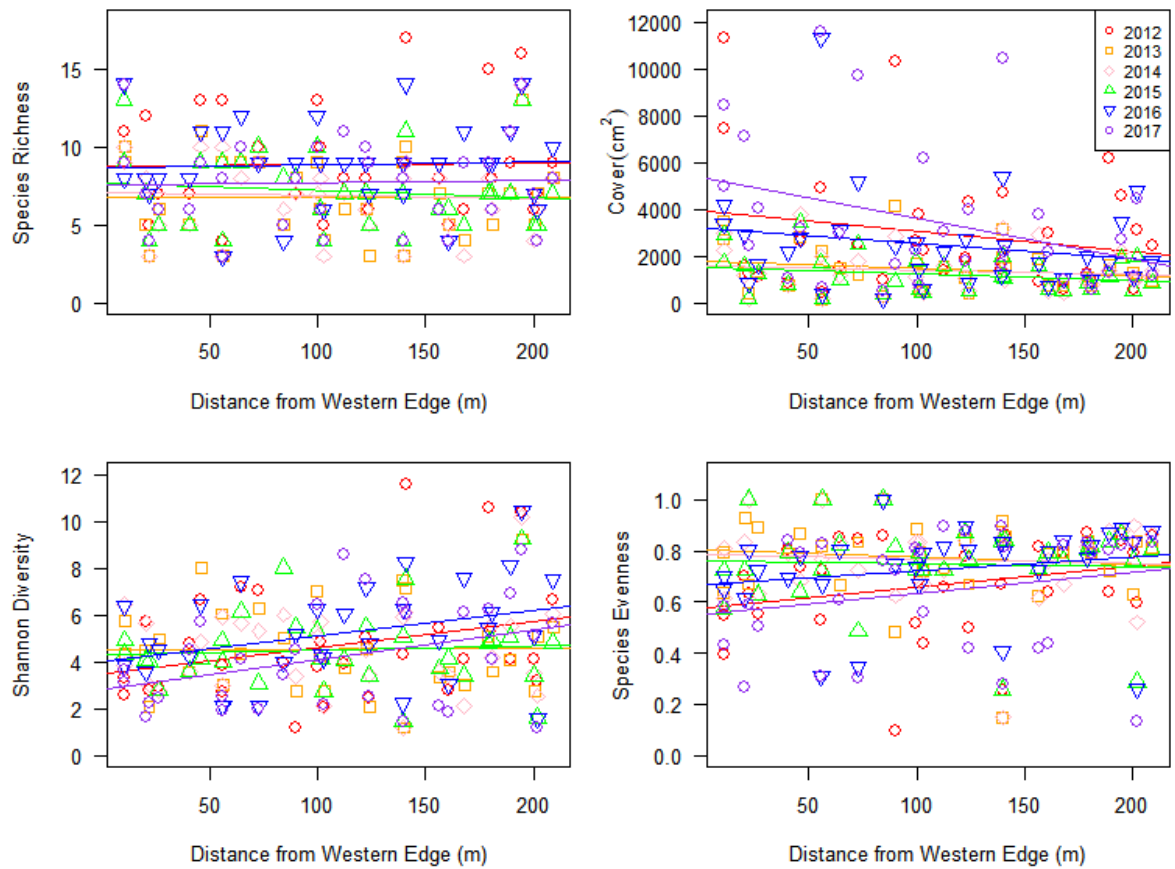 Species Richness
15
10
5
0
50 100 150 200
Distance from Western Edge (m)
Cover(cm²)
12000
10000
8000
6000
4000
2000
0
2012
2013
2014
2015
2016
2017
50 100 150 200
Distance from Western Edge (m)
Shannon Diversity
12
10
8
6
4
2
0
50 100 150 200
Distance from Western Edge (m)
Species Evenness
1.0
0.8
0.6
0.4
0.2
0.0
50 100 150 200
Distance from Western Edge (m)